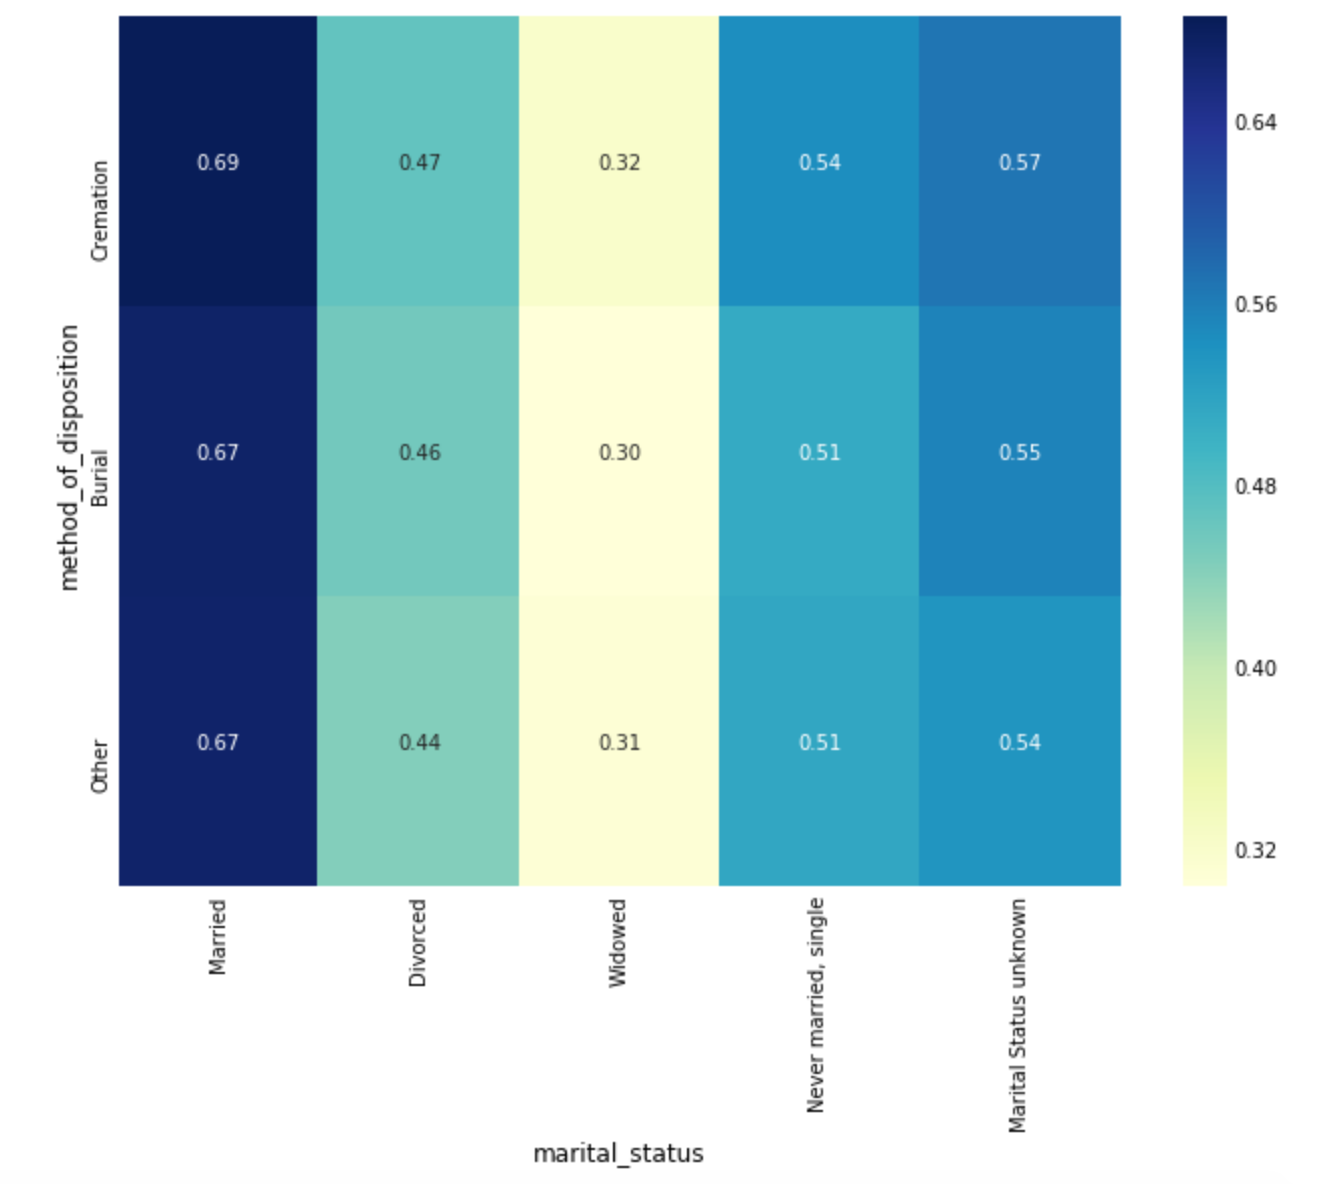 0.69 0.47 0.32 0.54 0.57
0.67 0.46 0.30 0.51 0.55
0.67 0.44 0.31 0.51 0.54
method_of_disposition
Cremation
Burial
Other
Married
Divorced
Widowed
Never married, single
Marital Status unknown
marital_status
0.64
0.56
0.48
0.40
0.32